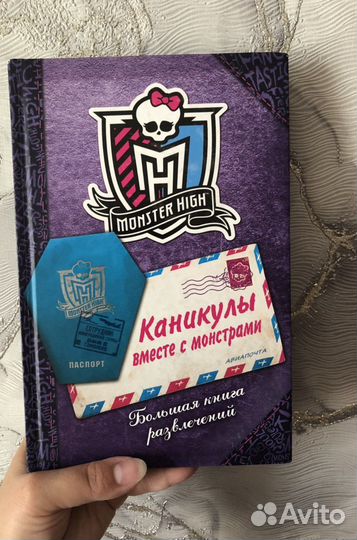 MONSTER HIGH
Каникулы
вместе с монстрами
АВИАПОЧТА
ПАСПОРТ
Большая книга
развлечений
Avito